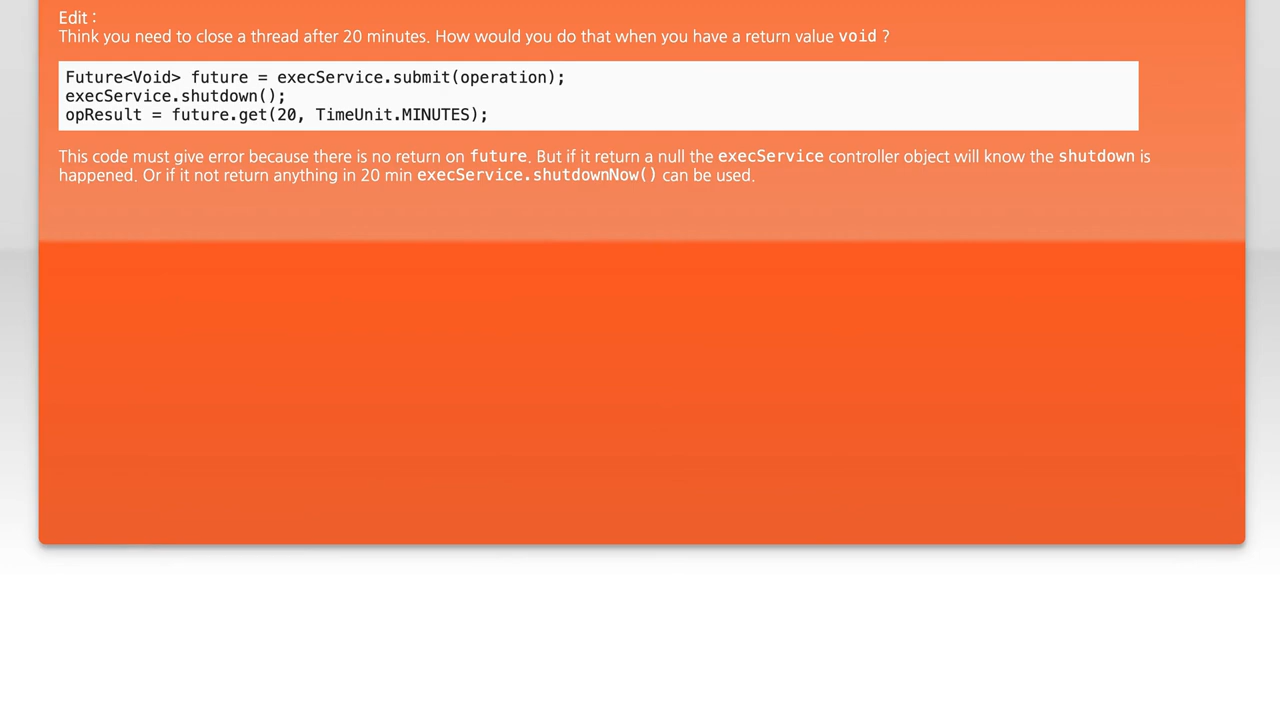 Edit :
Think you need to close a thread after 20 minutes. How would you do that when you have a return value void ?
Future<Void> future = execService.submit(operation);
execService.shutdown();
opResult = future.get(20, TimeUnit.MINUTES);
This code must give error because there is no return on future. But if it return a null the execService controller object will know the shutdown is
happened. Or if it not return anything in 20 min execService.shutdownNow() can be used.